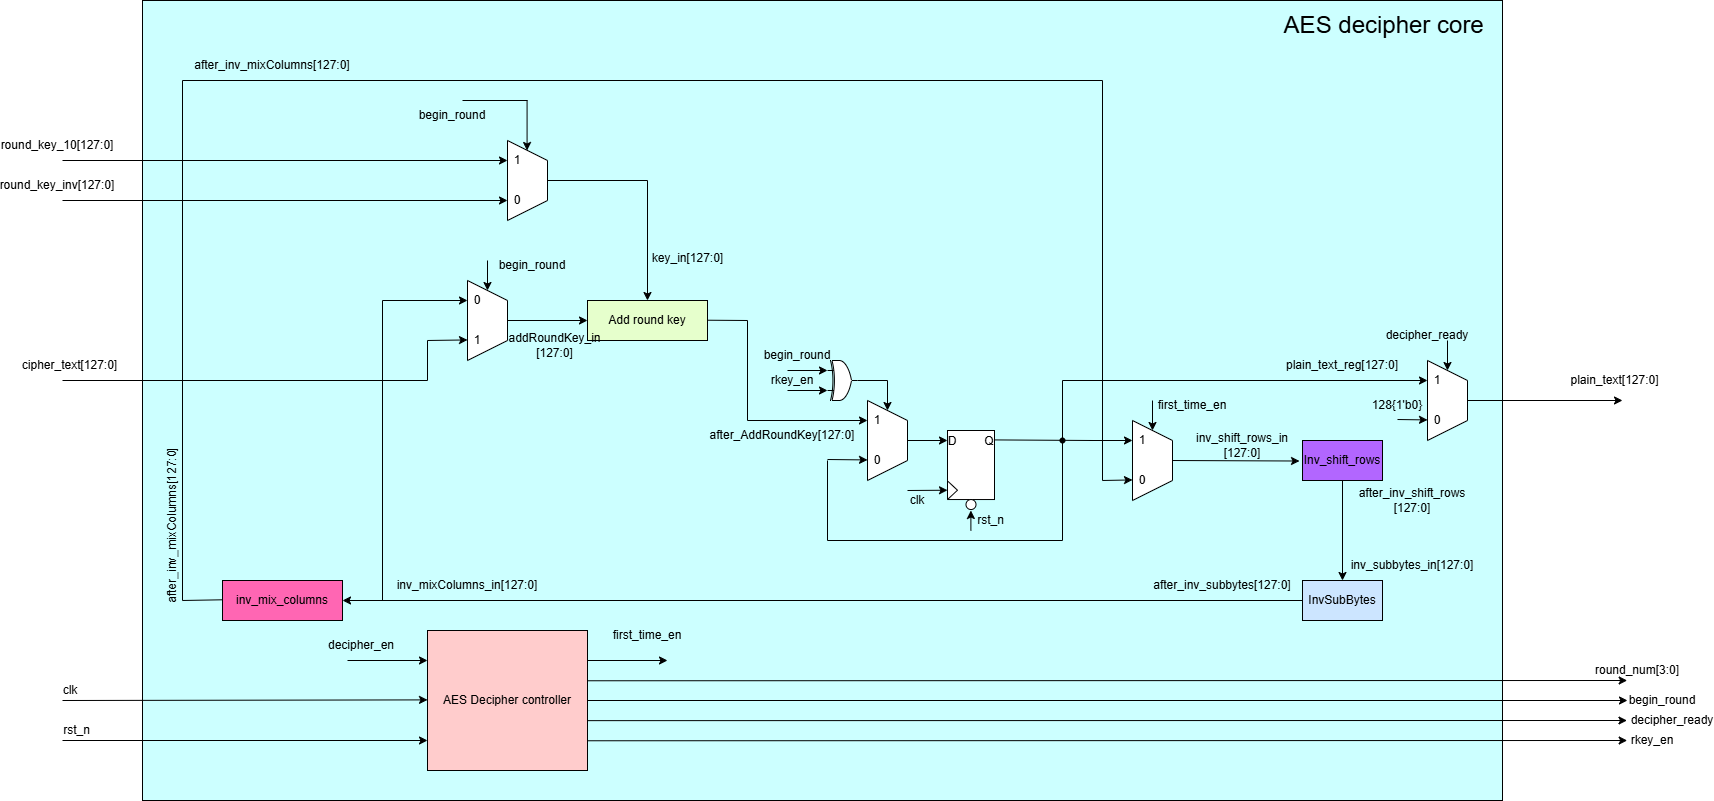 AES decipher core
after_inv_mixColumns[127:0]
begin_round
round_key_10[127:0]
1
round_key_inv[127:0]
0
key_in[127:0]
begin_round
0
Add round key
1
addRoundKey_in
[127:0]
cipher_text[127:0]
begin_round
rkey_en
decipher_ready
plain_text_reg[127:0]
1
plain_text[127:0]
128{1'b0}
0
first_time_en
1
after_AddRoundKey[127:0]
0
D
Q
clk
rst_n
1
0
inv_shift_rows_in
[127:0]
Inv_shift_rows
after_inv_shift_rows
[127:0]
after_inv_mixColumns[127:0]
inv_subbytes_in[127:0]
inv_mixColumns_in[127:0]
after_inv_subbytes[127:0]
inv_mix_columns
InvSubBytes
decipher_en
first_time_en
round_num[3:0]
clk
AES Decipher controller
begin_round
decipher_ready
rst_n
rkey_en